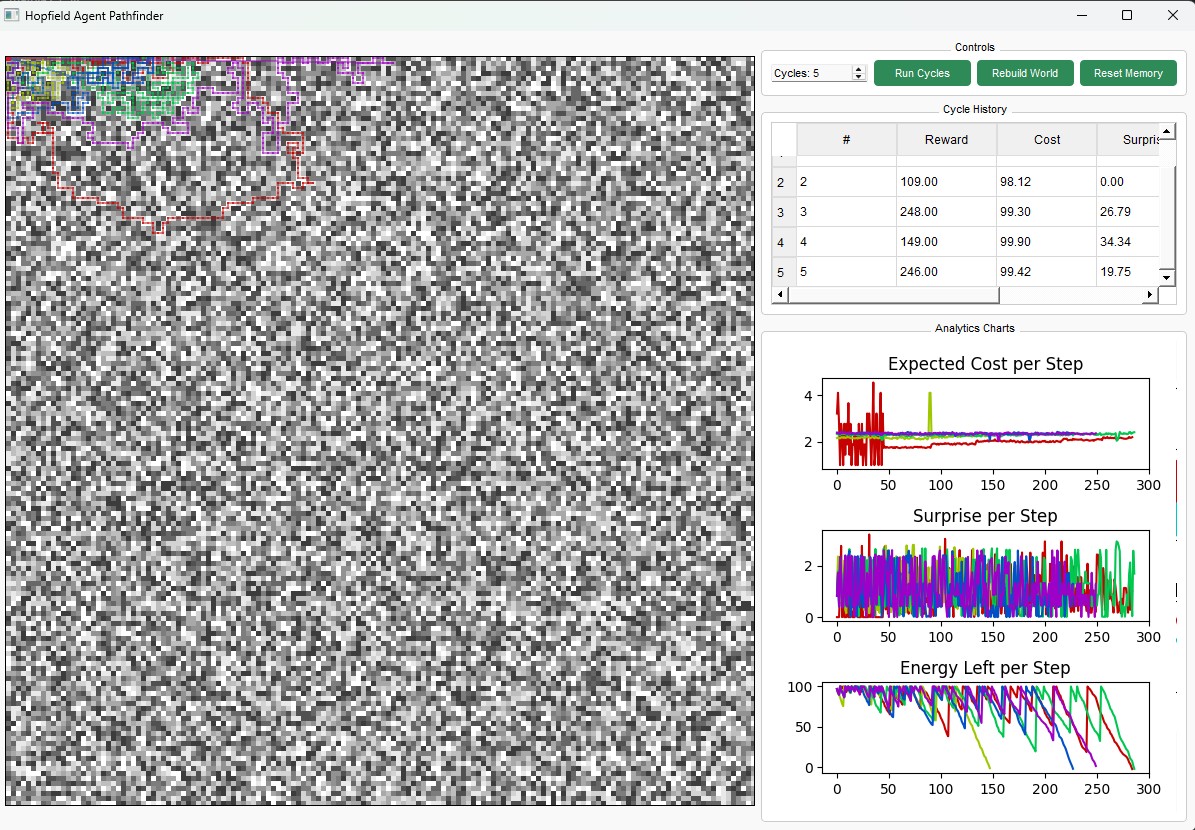 Hopfield Agent Pathfinder
Controls
Cycles: 5
Run Cycles
Rebuild World
Reset Memory
Cycle History
# Reward Cost Surpris
2 2 109.00 98.12 0.00
3 3 248.00 99.30 26.79
4 4 149.00 99.90 34.34
5 5 246.00 99.42 19.75
Analytics Charts
Expected Cost per Step
4
2
0 50 100 150 200 250 300
Surprise per Step
2
0
0 50 100 150 200 250 300
Energy Left per Step
100
50
0
0 50 100 150 200 250 300